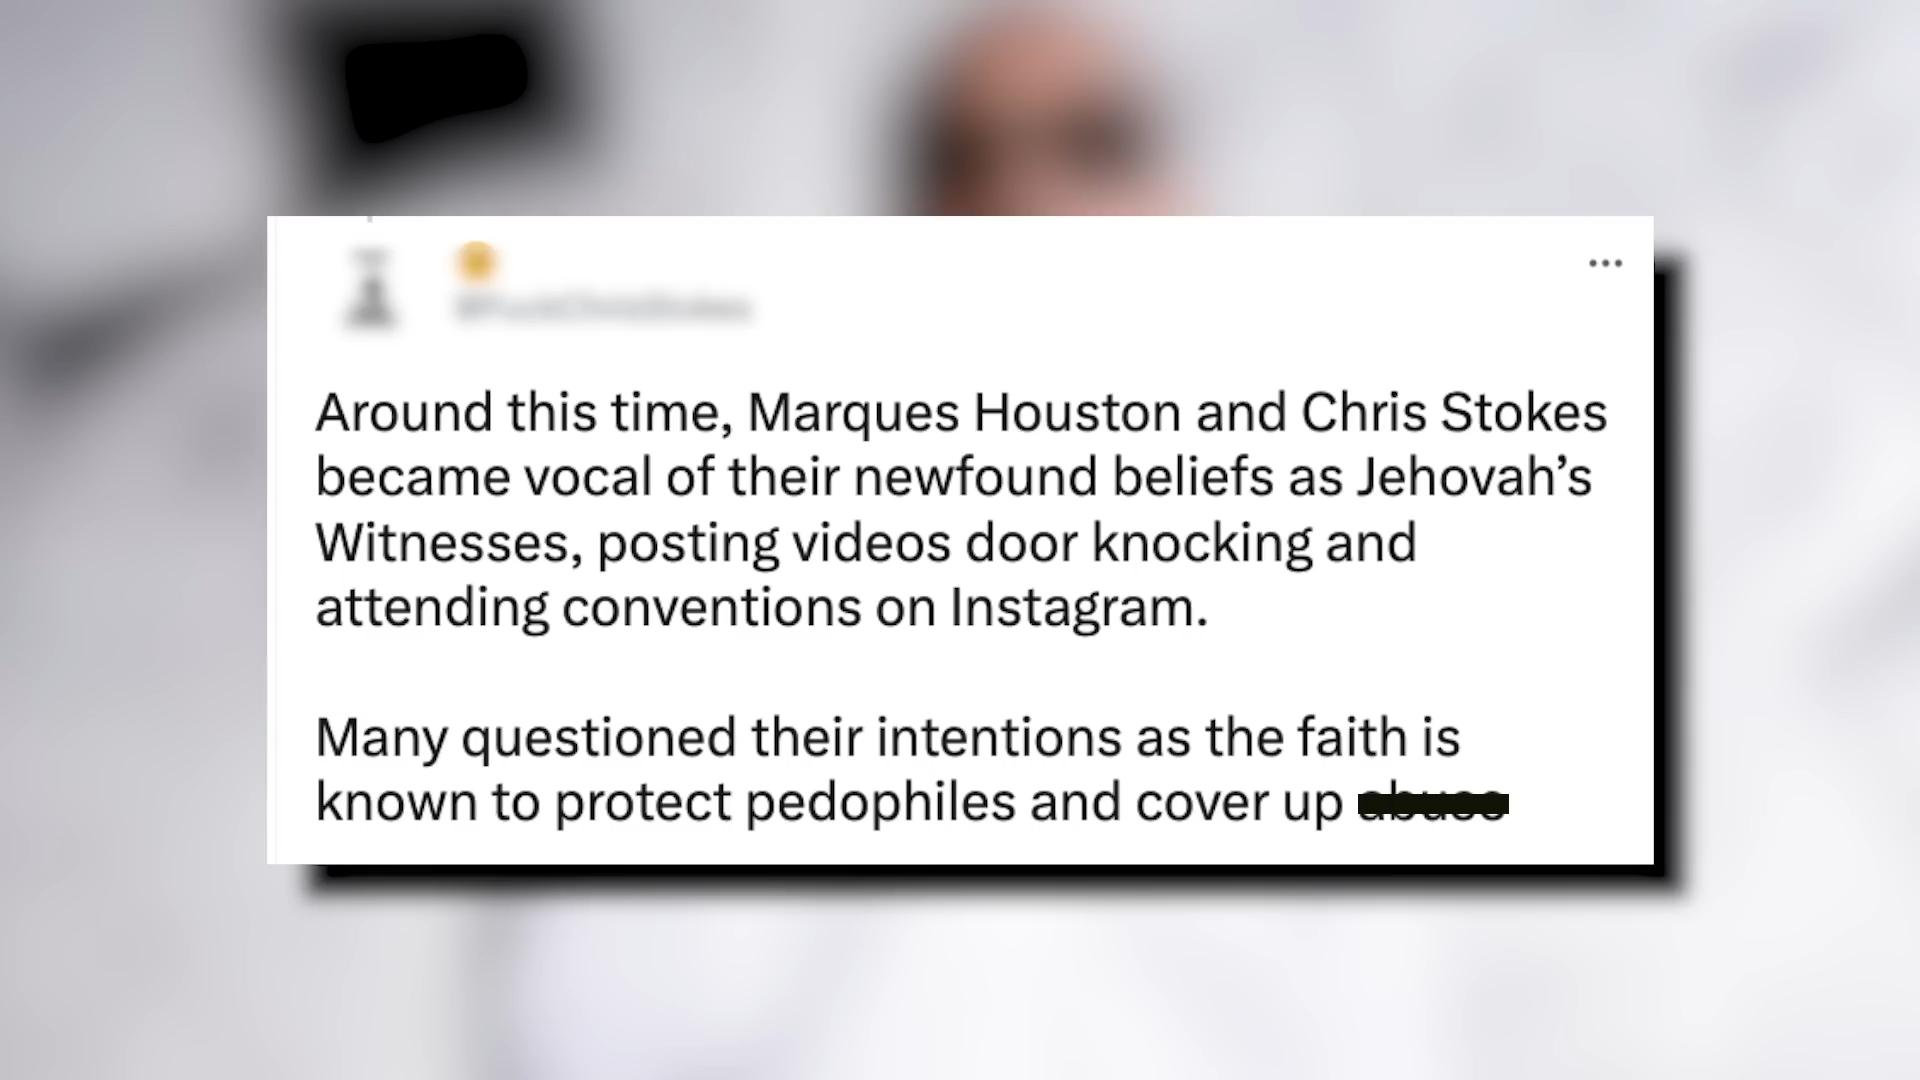 Around this time, Marques Houston and Chris Stokes
became vocal of their newfound beliefs as Jehovah’s
Witnesses, posting videos door knocking and
attending conventions on Instagram.
Many questioned their intentions as the faith is
known to protect pedophiles and cover up abuse